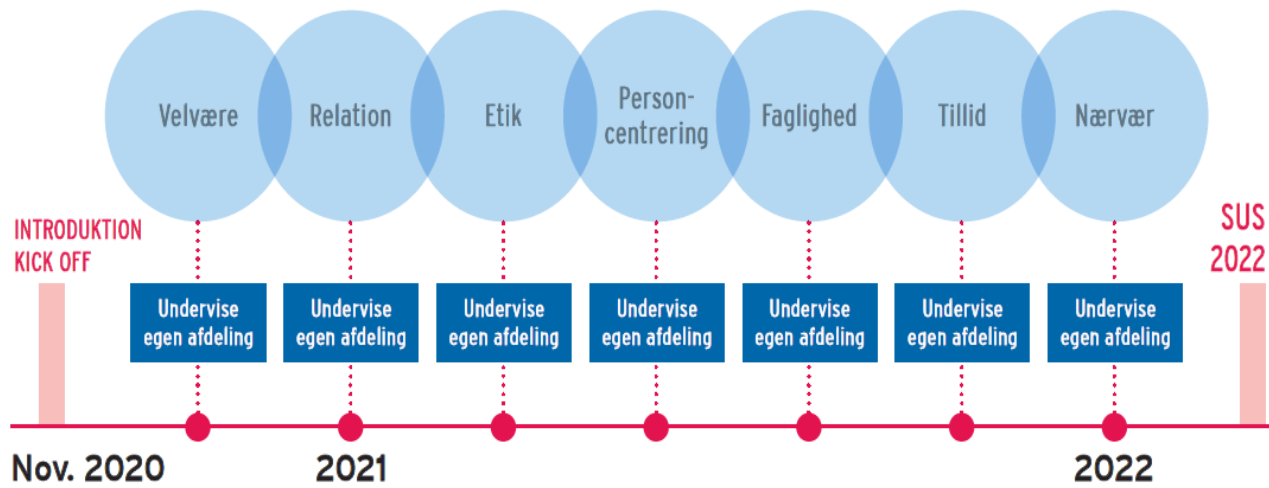 Velvære
Relation
Etik
Person-
centrering
Faglighed
Tillid
Nærvær
INTRODUKTION
KICK OFF
SUS
2022
Undervise
egen afdeling
Undervise
egen afdeling
Undervise
egen afdeling
Undervise
egen afdeling
Undervise
egen afdeling
Undervise
egen afdeling
Undervise
egen afdeling
Nov. 2020
2021
2022